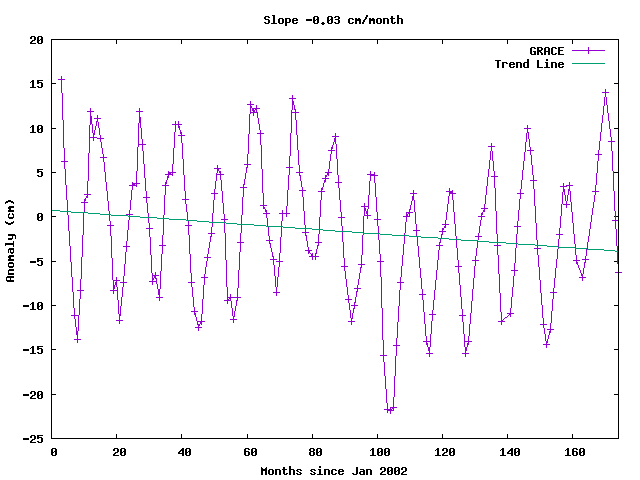 Slope -0.03 cm/month
GRACE
Trend Line
20
15
10
5
0
-5
-10
-15
-20
-25
Anomaly (cm)
0 20 40 60 80 100 120 140 160
Months since Jan 2002